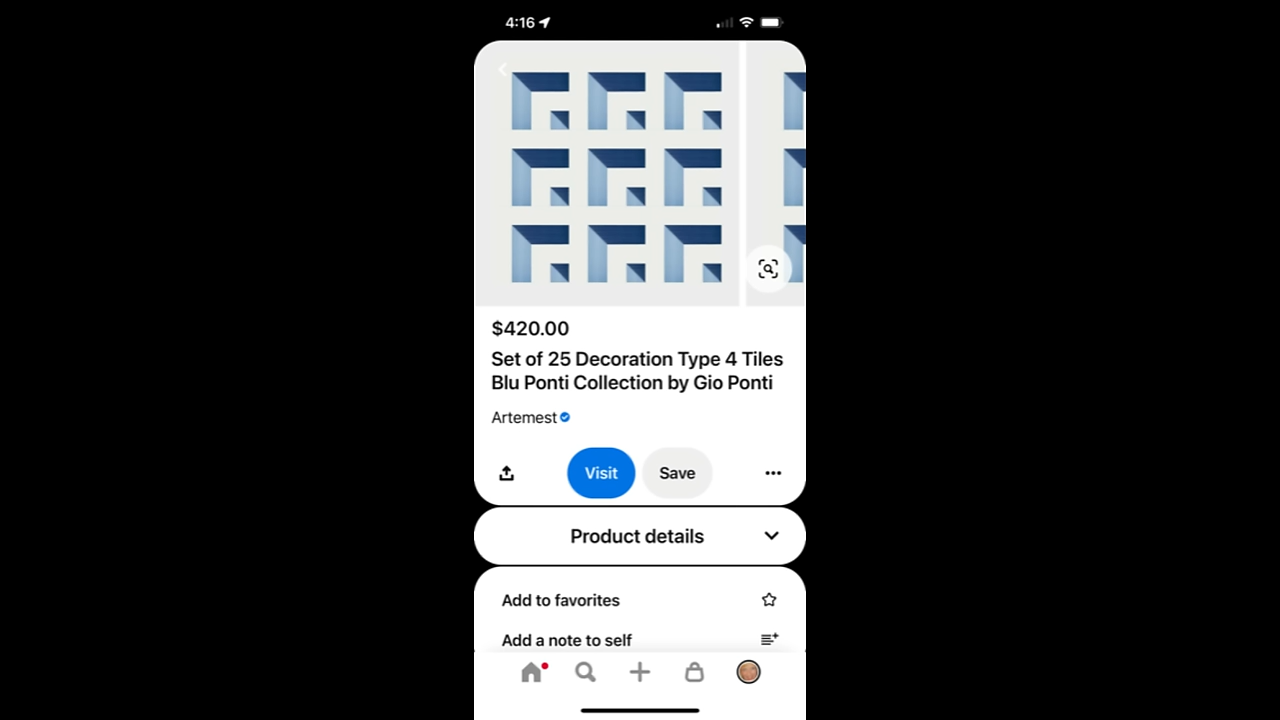 4:16
$420.00
Set of 25 Decoration Type 4 Tiles
Blu Ponti Collection by Gio Ponti
Artemest
Visit
Save
Product details
Add to favorites
Add a note to self